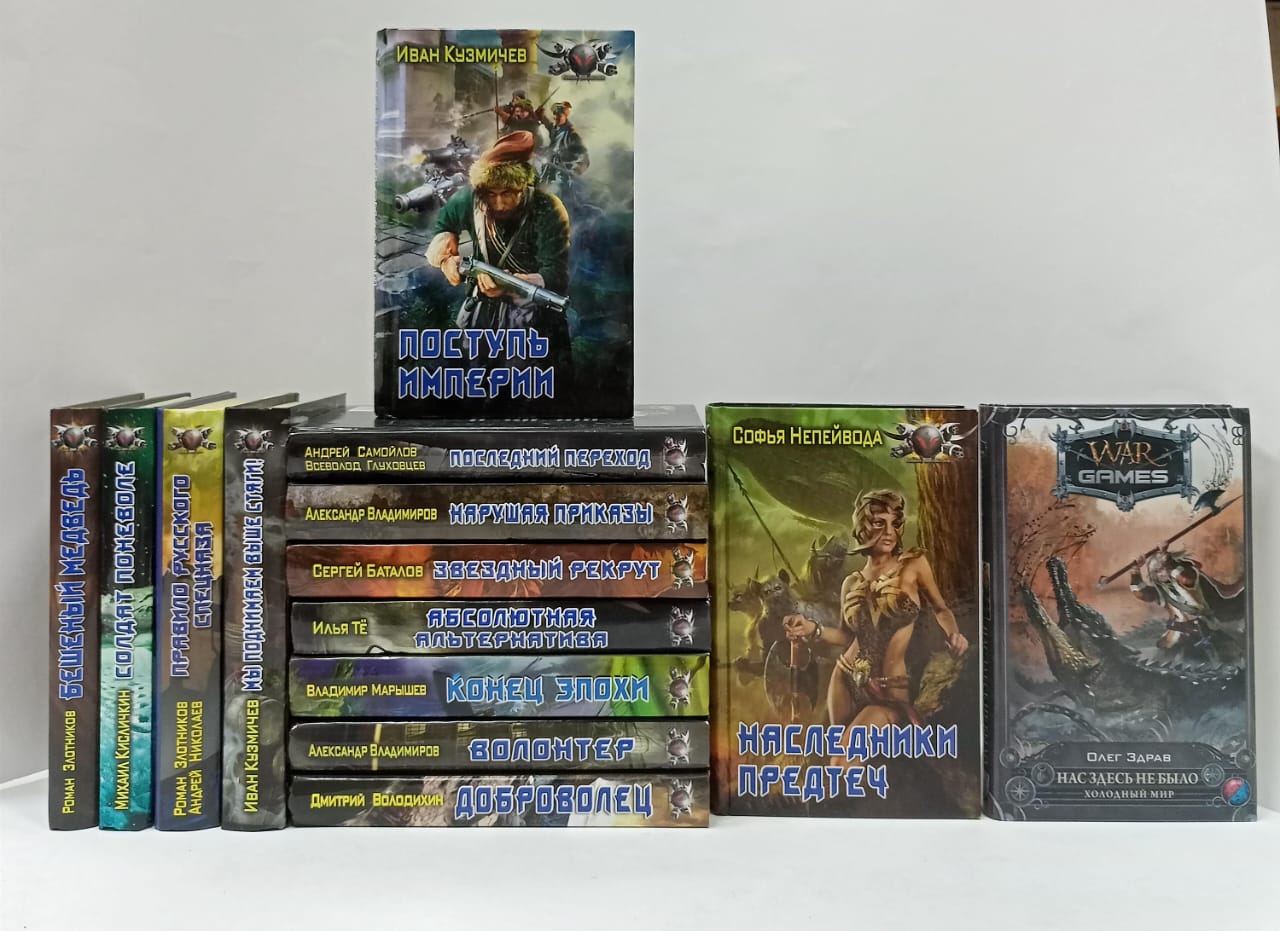 Иван Кузмичев
ПОСТУПЬ
ИМПЕРИИ
Роман Злотников
БЕШЕНЫЙ МЕДВЕДЬ
Михаил Кисличкин
СОЛДАТ ПОНЕВОЛЕ
Роман Злотников
Андрей Николаев
ПРАВИЛО РУССКОГО
СПЕЦНАЗА
Иван Кузмичев
МЫ ПОДНИМАЕМ ВЫШЕ СТЯГ!
Андрей Самойлов
Всеволод Глуховцев
ПОСЛЕДНИЙ ПЕРЕХОД
Александр Владимиров
НАРУШАЯ ПРИКАЗЫ
Сергей Баталов
ЗВЕЗДНЫЙ РЕКРУТ
Илья Тё
АБСОЛЮТНАЯ
АЛЬТЕРНАТИВА
Владимир Марышев
КОНЕЦ ЭПОХИ
Александр Владимиров
ВОЛОНТЕР
Дмитрий Володихин
ДОБРОВОЛЕЦ
Софья Непейвода
НАСЛЕДНИКИ
ПРЕДТЕЧ
WAR
GAMES
Олег Здрав
НАС ЗДЕСЬ НЕ БЫЛО
ХОЛОДНЫЙ МИР